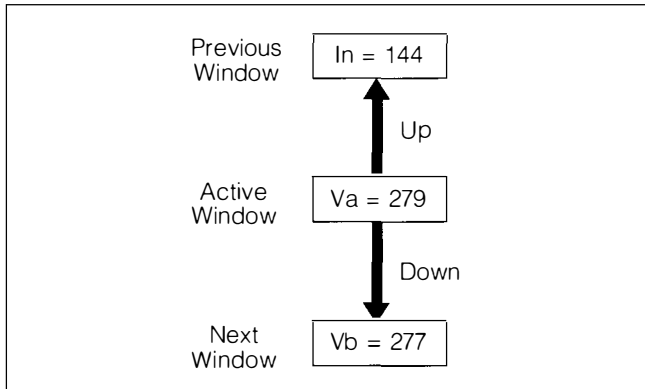 Previous
Window
In = 144
Up
Active
Window
Va = 279
Down
Next
Window
Vb = 277